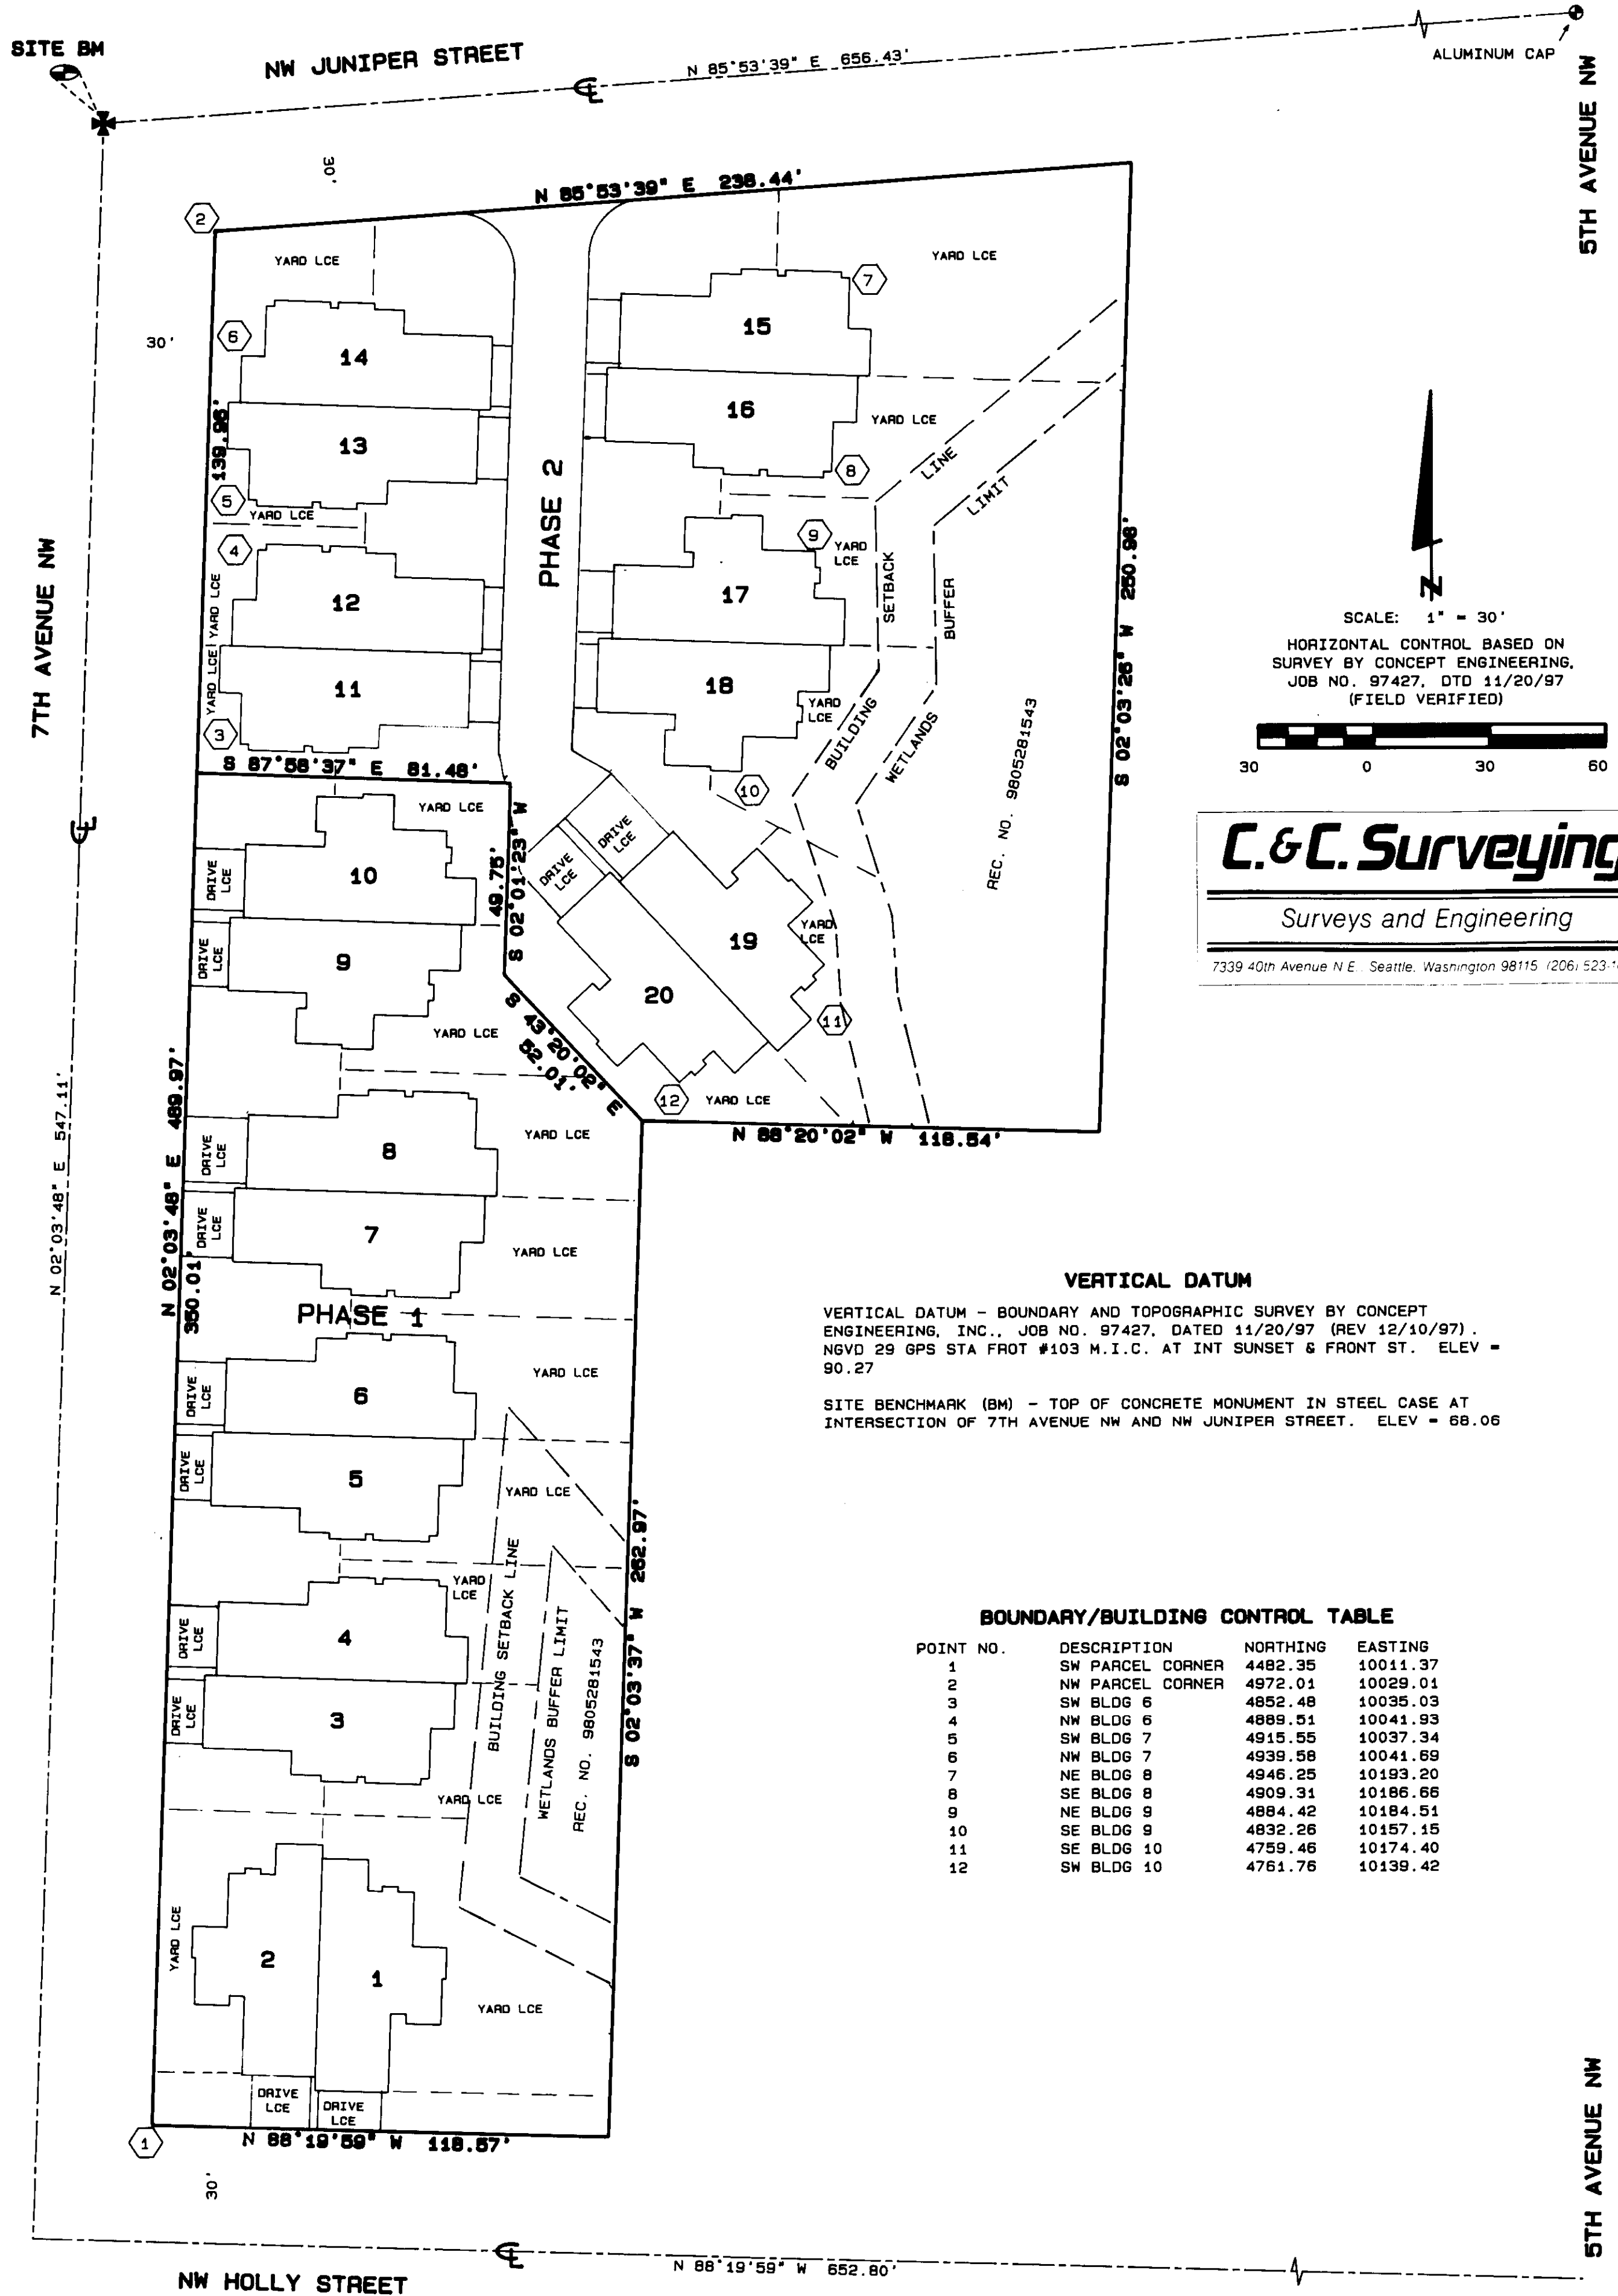 SITE BM
NW JUNIPER STREET
N 85°53'39" E 656.43'
ALUMINUM CAP
5TH AVENUE NW
30'
N 85°53'39" E 238.44'
2
YARD LCE
YARD LCE
7
6
30'
14
15
139.96'
13
16
YARD LCE
8
LINE
LIMIT
5
YARD LCE
PHASE 2
4
9
YARD
LCE
7TH AVENUE NW
YARD LCE
12
17
SETBACK
BUFFER
S 02°03'26" W 250.96'
YARD LCE
11
18
YARD
LCE
3
BUILDING
WETLANDS
REC. NO. 9805281543
S 87°58'37" E 81.48'
10
YARD LCE
DRIVE
LCE
10
49.75'
S 02°01'23" W
DRIVE
LCE
DRIVE
LCE
DRIVE
LCE
9
19
YARD
LCE
20
11
YARD LCE
S 43°20'02" E
52.01'
12
YARD LCE
N 88°20'02" W 118.54'
N 02°03'48" E 547.11'
N 02°03'48" E 489.97'
350.01'
DRIVE
LCE
8
YARD LCE
DRIVE
LCE
7
YARD LCE
PHASE 1
DRIVE
LCE
6
YARD LCE
DRIVE
LCE
5
YARD LCE
S 02°03'37" W 262.97'
DRIVE
LCE
4
YARD
LCE
BUILDING SETBACK LINE
WETLANDS BUFFER LIMIT
REC. NO. 9805281543
DRIVE
LCE
3
YARD LCE
YARD LCE
2
1
YARD LCE
DRIVE
LCE
DRIVE
LCE
1
N 88°19'59" W 118.57'
30'
N 88°19'59" W 652.80'
NW HOLLY STREET
5TH AVENUE NW
N
SCALE: 1" = 30'
HORIZONTAL CONTROL BASED ON
SURVEY BY CONCEPT ENGINEERING,
JOB NO. 97427, DTD 11/20/97
(FIELD VERIFIED)
30 0 30 60
C.&C. Surveying
Surveys and Engineering
7339 40th Avenue N.E. Seattle, Washington 98115 (206) 523-
VERTICAL DATUM
VERTICAL DATUM - BOUNDARY AND TOPOGRAPHIC SURVEY BY CONCEPT
ENGINEERING, INC., JOB NO. 97427, DATED 11/20/97 (REV 12/10/97).
NGVD 29 GPS STA FROT #103 M.I.C. AT INT SUNSET & FRONT ST. ELEV =
90.27
SITE BENCHMARK (BM) - TOP OF CONCRETE MONUMENT IN STEEL CASE AT
INTERSECTION OF 7TH AVENUE NW AND NW JUNIPER STREET. ELEV = 68.06
BOUNDARY/BUILDING CONTROL TABLE
POINT NO. DESCRIPTION NORTHING EASTING
1 SW PARCEL CORNER 4482.35 10011.37
2 NW PARCEL CORNER 4972.01 10029.01
3 SW BLDG 6 4852.48 10035.03
4 NW BLDG 6 4889.51 10041.93
5 SW BLDG 7 4915.55 10037.34
6 NW BLDG 7 4939.58 10041.69
7 NE BLDG 8 4946.25 10193.20
8 SE BLDG 8 4909.31 10186.66
9 NE BLDG 9 4884.42 10184.51
10 SE BLDG 9 4832.26 10157.15
11 SE BLDG 10 4759.46 10174.40
12 SW BLDG 10 4761.76 10139.42